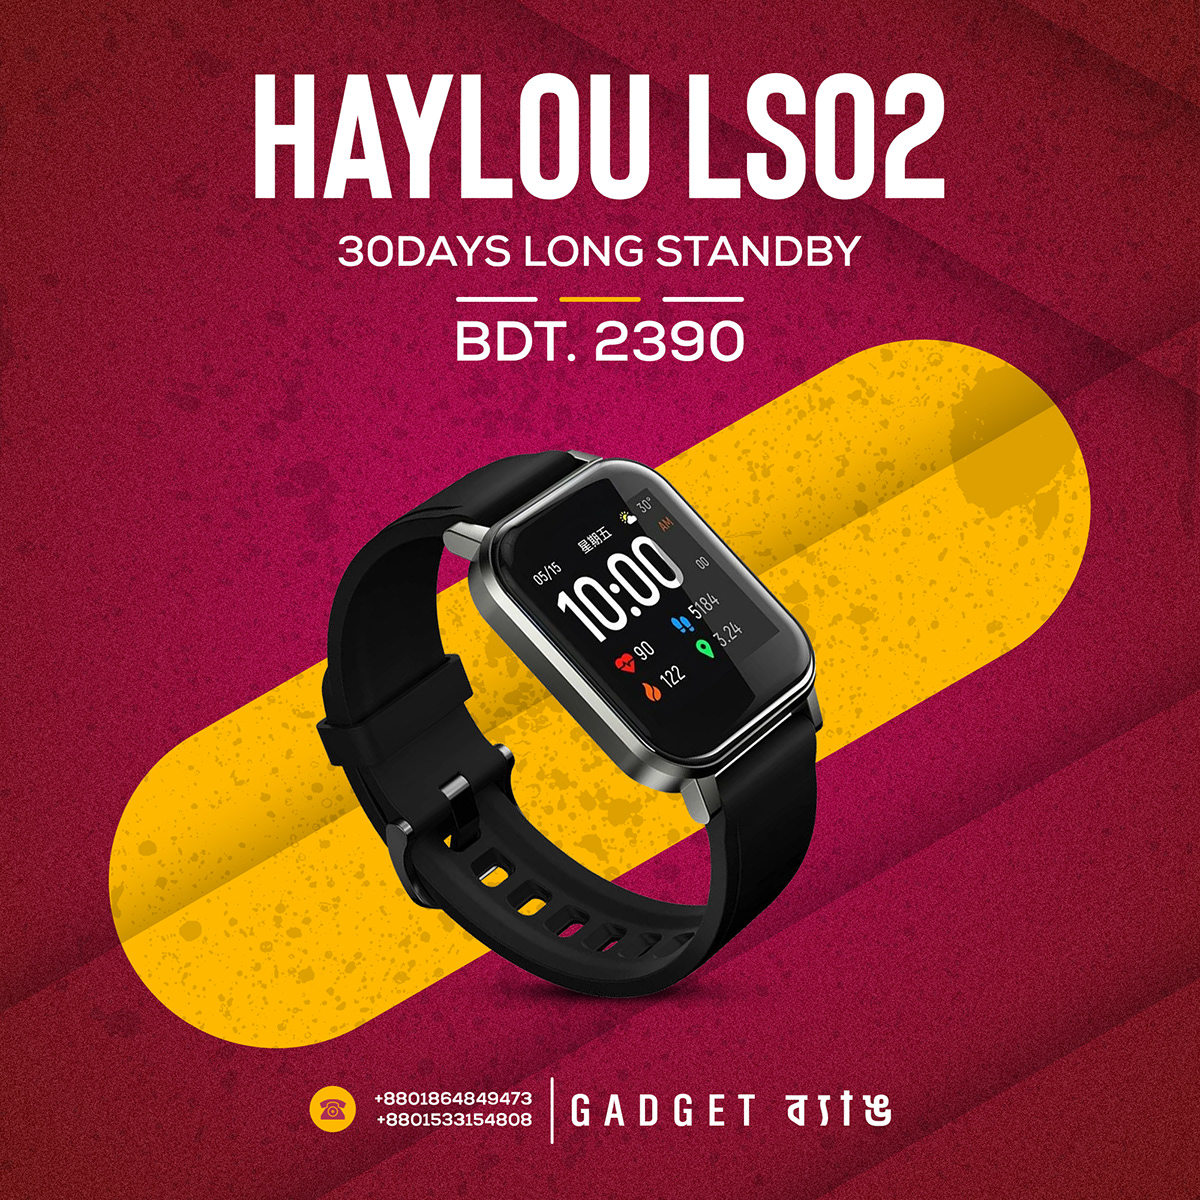 HAYLOU LS02
30DAYS LONG STANDBY
BDT. 2390
30°
星期五
AM
05/15
10:00
00
90
5184
122
3.24
+8801864849473
+8801533154808
GADGET ব্যাঙ